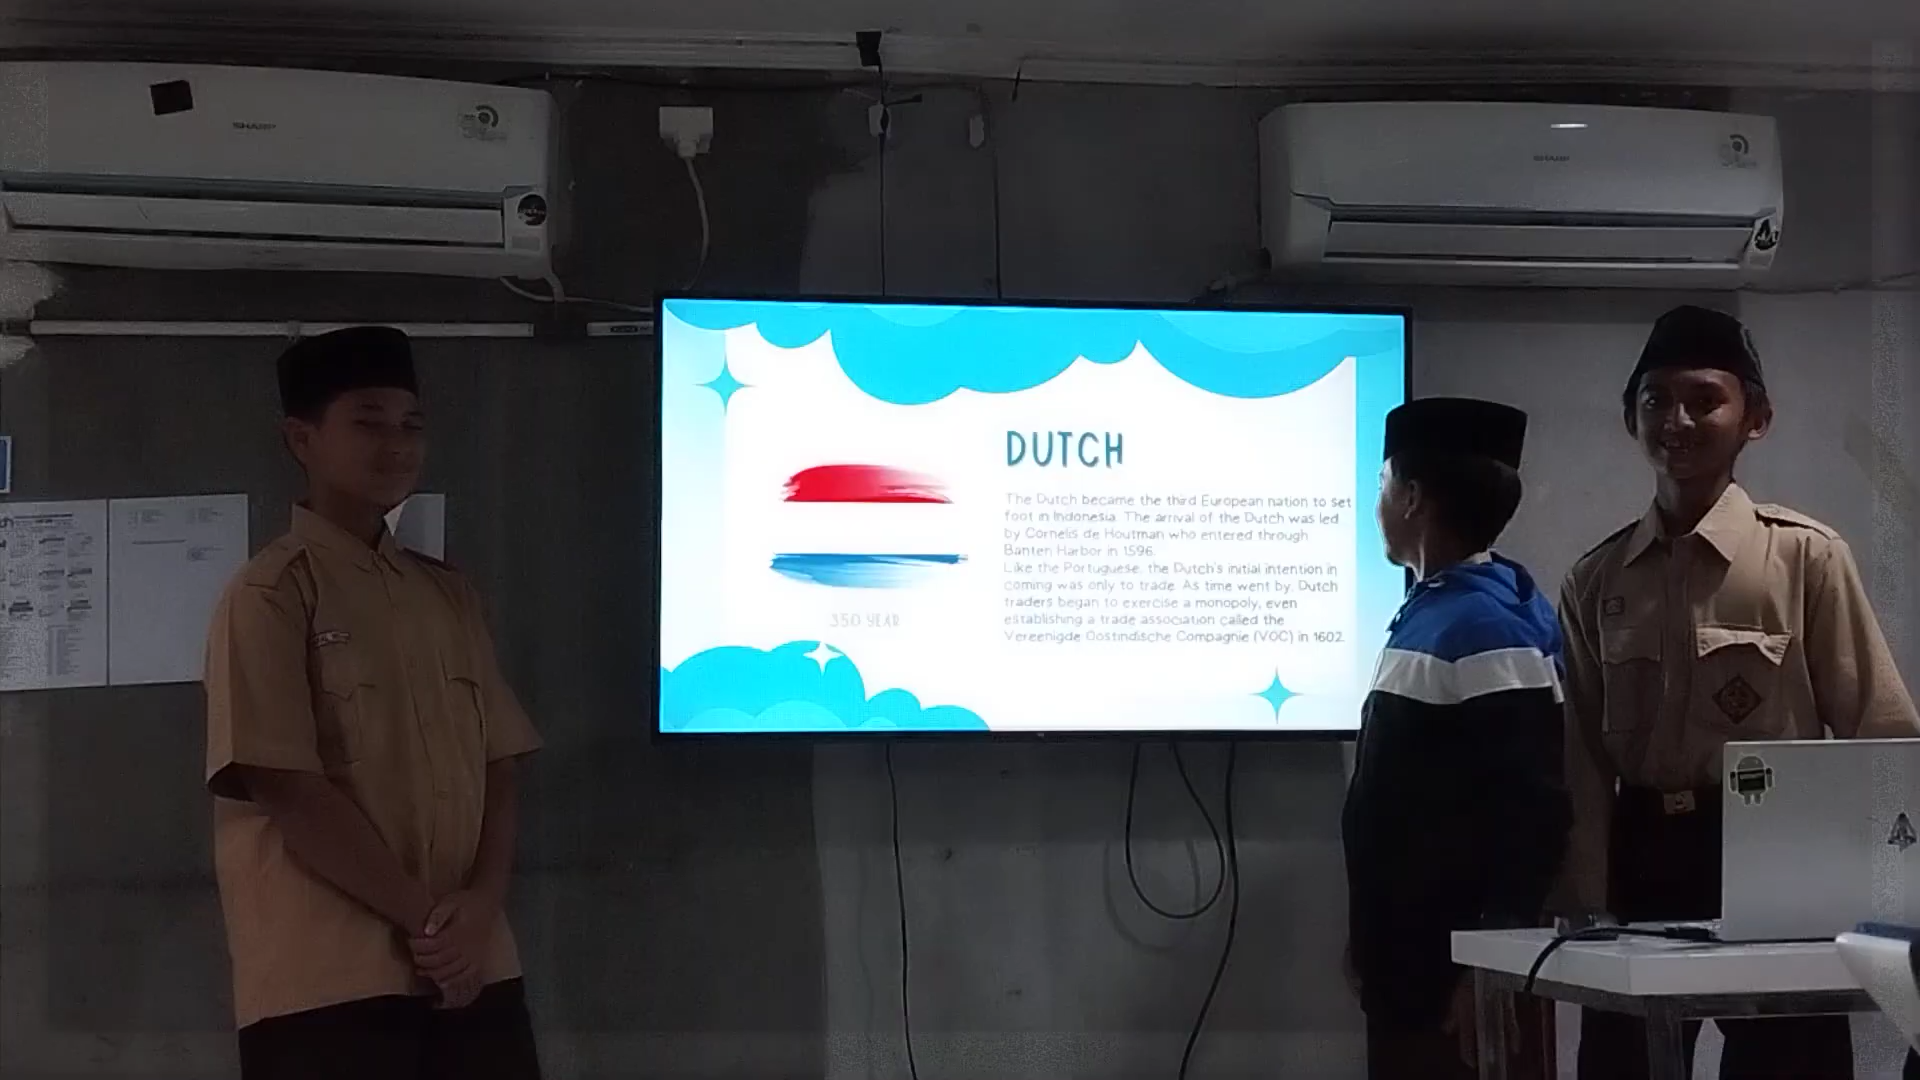 SHARP
SHARP
DUTCH
The Dutch became the third European nation to set
foot in Indonesia. The arrival of the Dutch was led
by Cornelis de Houtman who entered through
Banten Harbor in 1596.
Like the Portuguese, the Dutch's initial intention in
coming was only to trade. As time went by, Dutch
traders began to exercise a monopoly, even
establishing a trade association called the
Vereenigde Oostindische Compagnie (VOC) in 1602.
350 YEAR